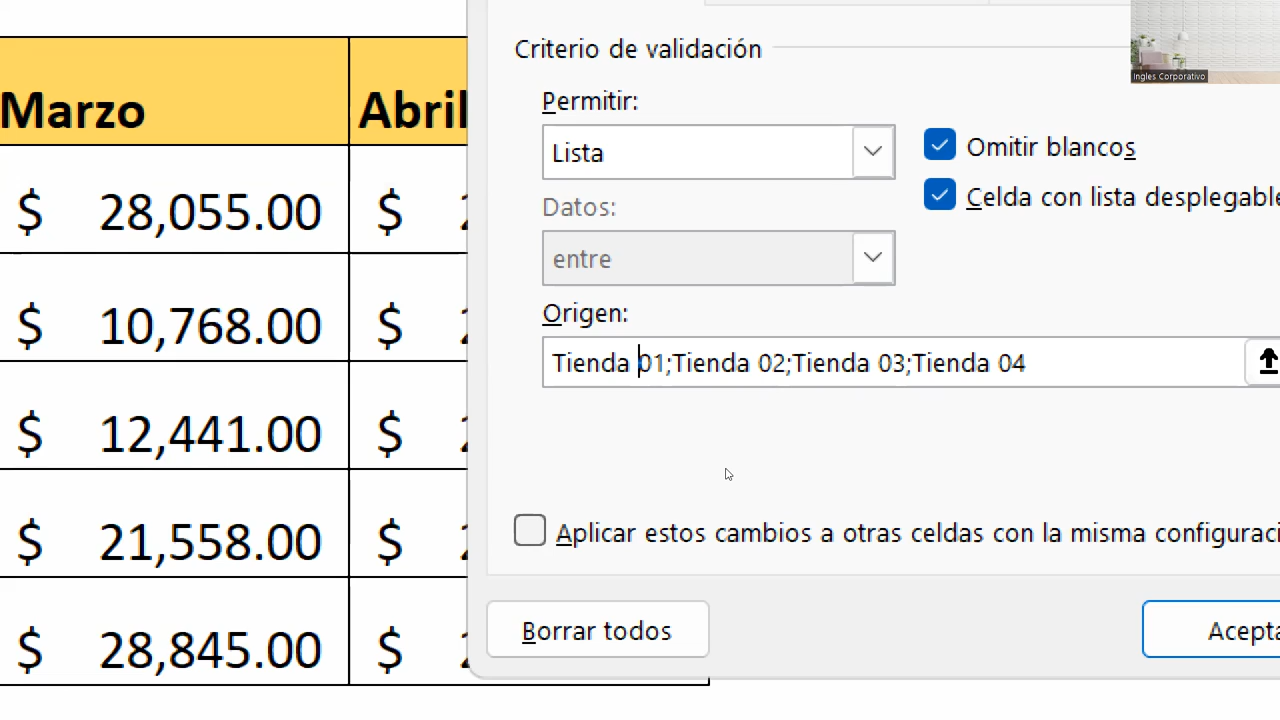 Marzo
Abril
$ 28,055.00 $
$ 10,768.00 $
$ 12,441.00 $
$ 21,558.00 $
$ 28,845.00 $
Ingles Corporativo
Criterio de validación
Permitir:
Lista
Omitir blancos
Celda con lista desplegable
Datos:
entre
Origen:
Tienda 01;Tienda 02;Tienda 03;Tienda 04
Aplicar estos cambios a otras celdas con la misma configuraci
Borrar todos
Acepta